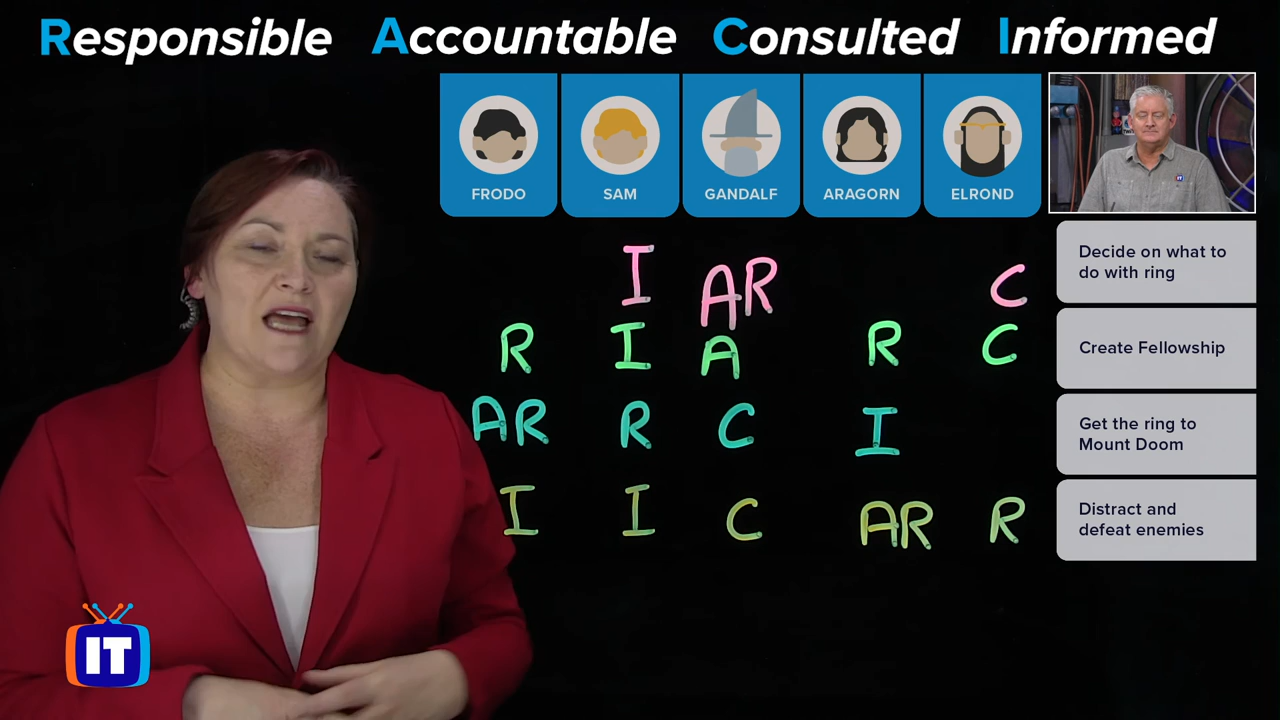 Responsible Accountable Consulted Informed
FRODO SAM GANDALF ARAGORN ELROND
I AR C
Decide on what to
do with ring
R I A R C
Create Fellowship
AR R C I
Get the ring to
Mount Doom
I I C AR R
Distract and
defeat enemies
IT
IT